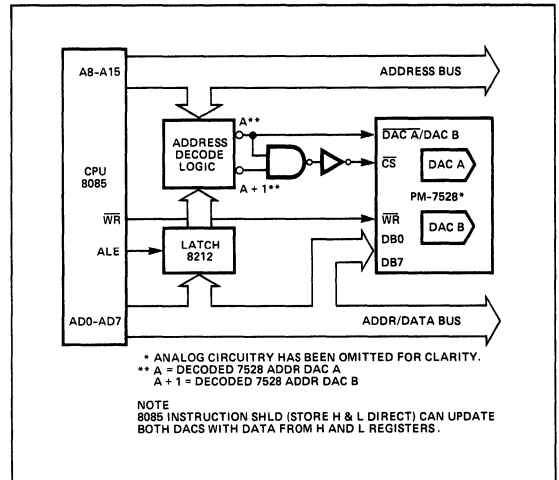 A8-A15
ADDRESS BUS
A**
ADDRESS
DECODE
LOGIC
DAC A/DAC B
CS
DAC A
CPU
8085
A + 1**
PM-7528*
WR
WR
DAC B
ALE
LATCH
8212
DB0
DB7
AD0-AD7
ADDR/DATA BUS
* ANALOG CIRCUITRY HAS BEEN OMITTED FOR CLARITY.
** A = DECODED 7528 ADDR DAC A
A + 1 = DECODED 7528 ADDR DAC B
NOTE
8085 INSTRUCTION SHLD (STORE H & L DIRECT) CAN UPDATE
BOTH DACS WITH DATA FROM H AND L REGISTERS.